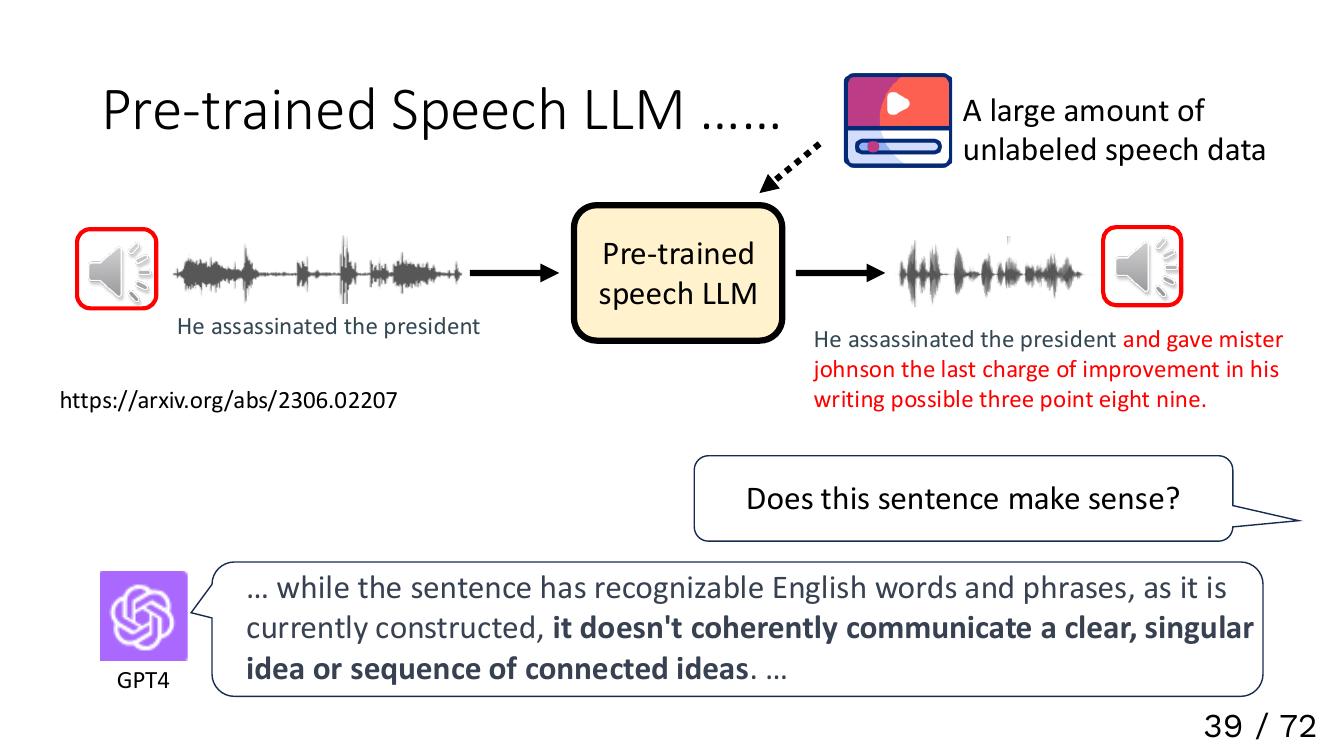 Pre-trained Speech LLM ……
A large amount of
unlabeled speech data
Pre-trained
speech LLM
He assassinated the president
He assassinated the president and gave mister
johnson the last charge of improvement in his
writing possible three point eight nine.
https://arxiv.org/abs/2306.02207
Does this sentence make sense?
… while the sentence has recognizable English words and phrases, as it is
currently constructed, it doesn't coherently communicate a clear, singular
idea or sequence of connected ideas. …
GPT4
39 / 72